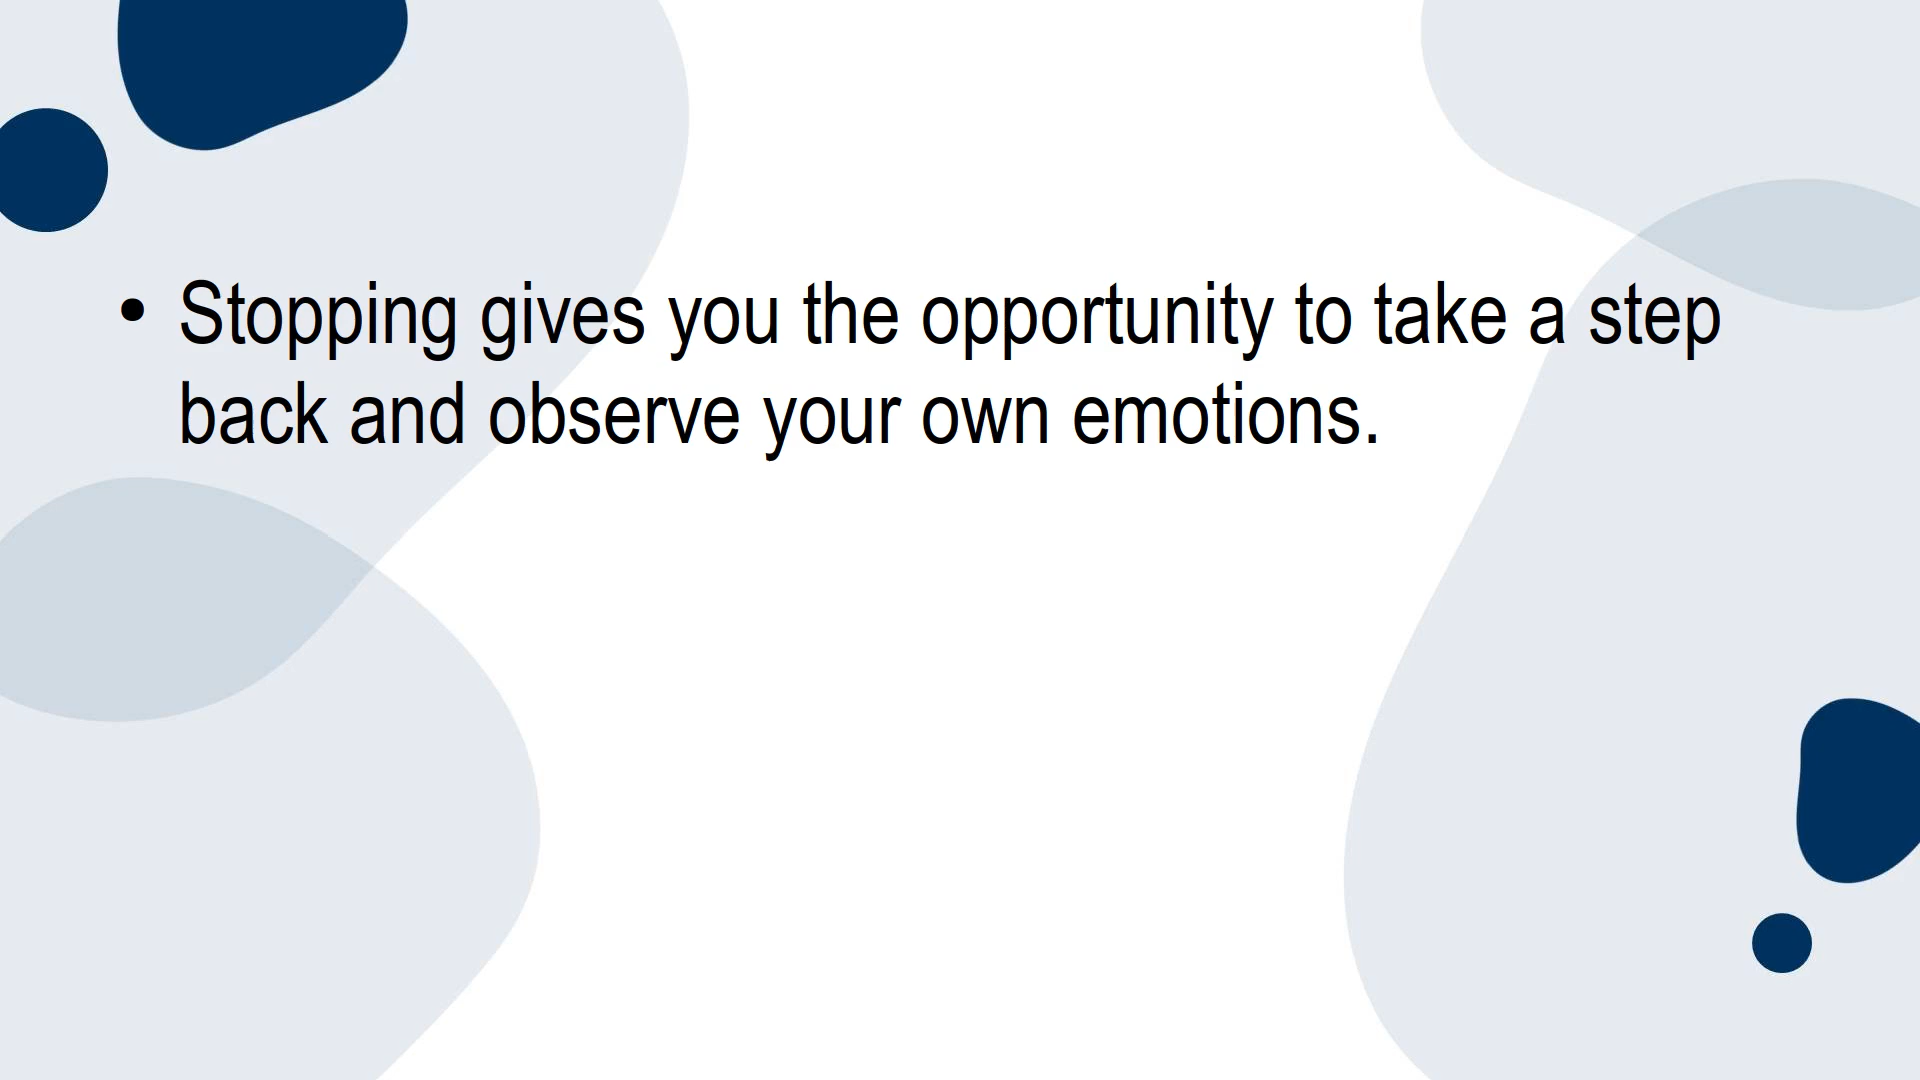 • Stopping gives you the opportunity to take a step
back and observe your own emotions.